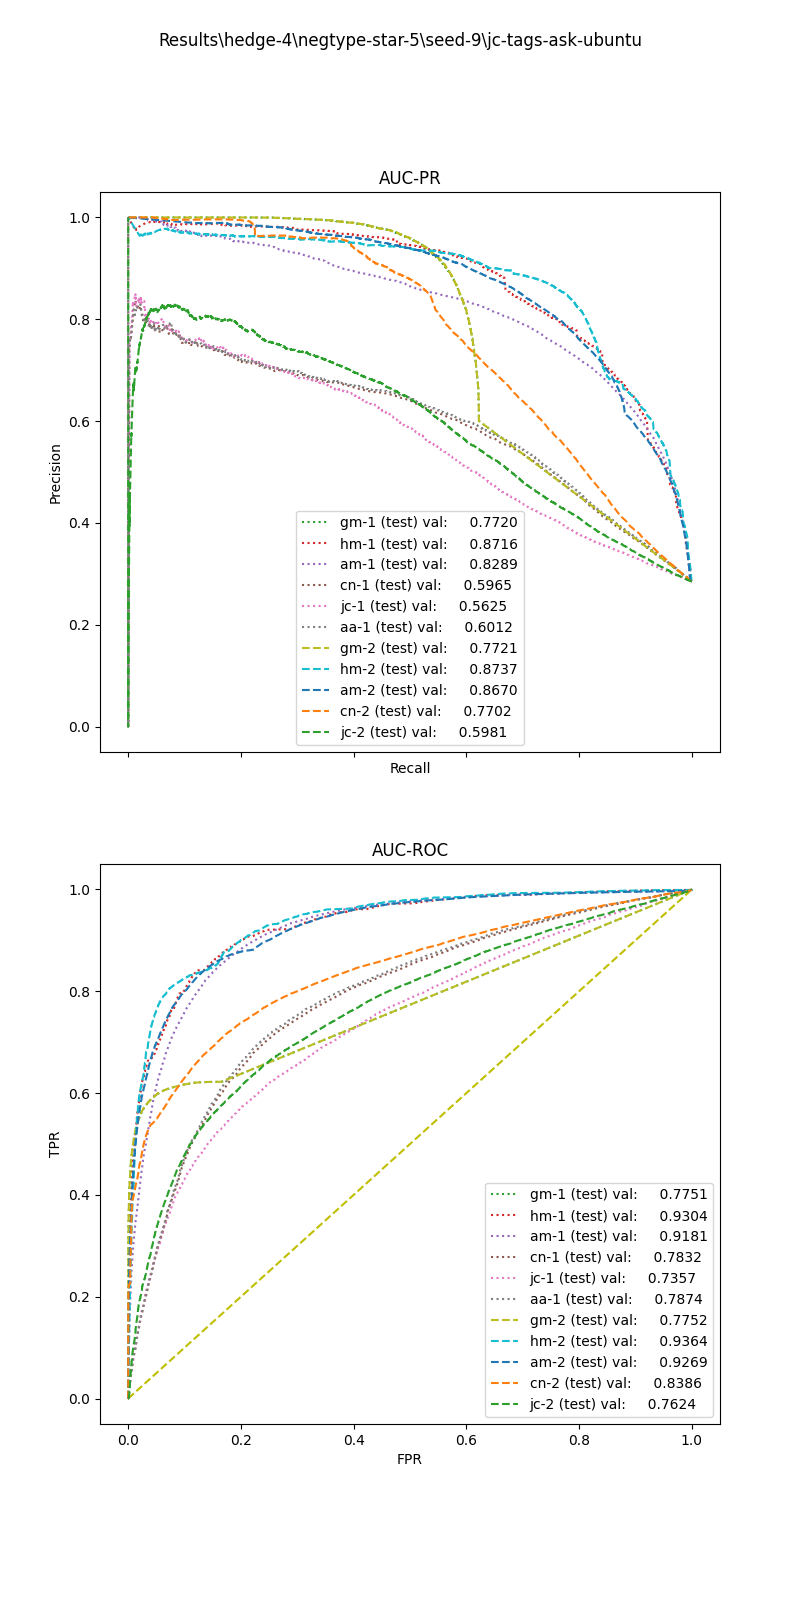 Results\hedge-4\negtype-star-5\seed-9\jc-tags-ask-ubuntu
AUC-PR
1.0
0.8
0.6
0.4
0.2
0.0
Precision
gm-1 (test) val: 0.7720
hm-1 (test) val: 0.8716
am-1 (test) val: 0.8289
cn-1 (test) val: 0.5965
jc-1 (test) val: 0.5625
aa-1 (test) val: 0.6012
gm-2 (test) val: 0.7721
hm-2 (test) val: 0.8737
am-2 (test) val: 0.8670
cn-2 (test) val: 0.7702
jc-2 (test) val: 0.5981
Recall
AUC-ROC
1.0
0.8
0.6
0.4
0.2
0.0
TPR
gm-1 (test) val: 0.7751
hm-1 (test) val: 0.9304
am-1 (test) val: 0.9181
cn-1 (test) val: 0.7832
jc-1 (test) val: 0.7357
aa-1 (test) val: 0.7874
gm-2 (test) val: 0.7752
hm-2 (test) val: 0.9364
am-2 (test) val: 0.9269
cn-2 (test) val: 0.8386
jc-2 (test) val: 0.7624
0.0 0.2 0.4 0.6 0.8 1.0
FPR